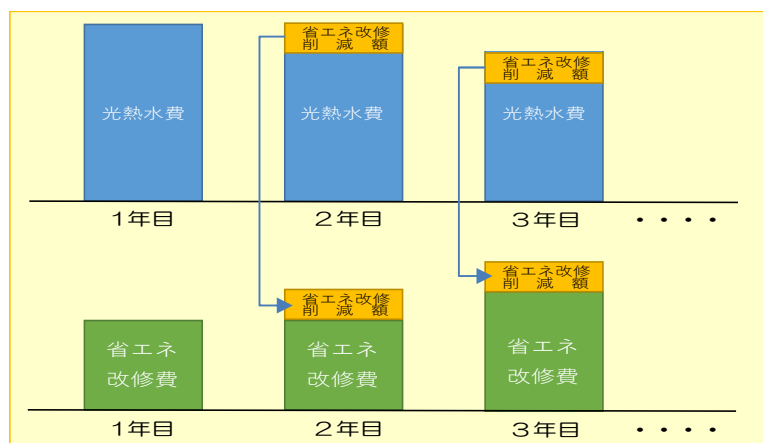 省エネ改修
削　減　額
省エネ改修
削　減　額
光熱水費
光熱水費
光熱水費
１年目
２年目
３年目
・・・・
省エネ改修
削　減　額
省エネ改修
削　減　額
省エネ
改修費
省エネ
改修費
省エネ
改修費
１年目
２年目
３年目
・・・・